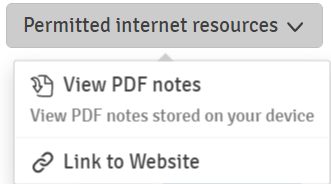 Permitted internet resources
View PDF notes
View PDF notes stored on your device
Link to Website